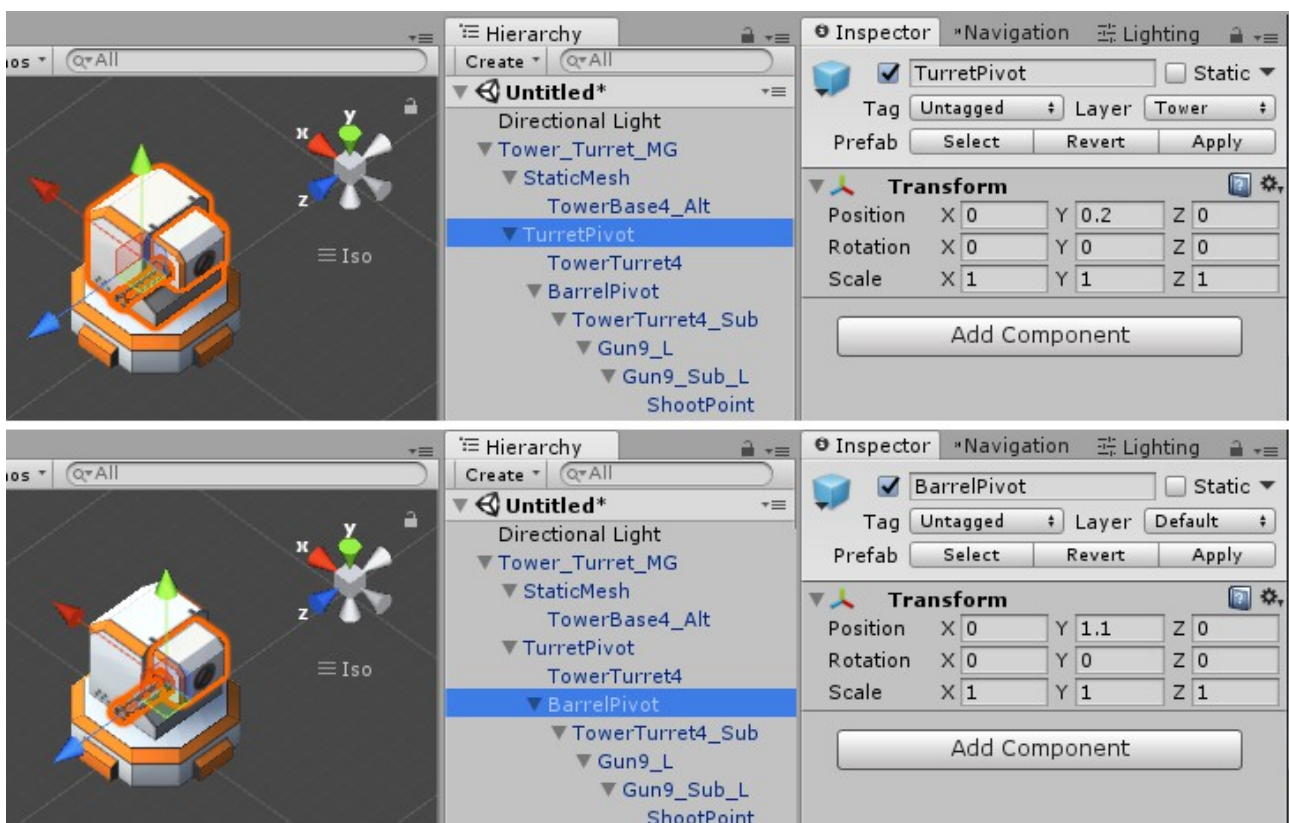 Hierarchy
Inspector Navigation Lighting
All
Create All
TurretPivot Static
Untitled*
Tag Untagged Layer Tower
Directional Light
Prefab Select Revert Apply
Tower_Turret_MG
StaticMesh
Transform
TowerBase4_Alt
Position X 0 Y 0.2 Z 0
TurretPivot
Rotation X 0 Y 0 Z 0
TowerTurret4
Scale X 1 Y 1 Z 1
BarrelPivot
TowerTurret4_Sub
Add Component
Gun9_L
Gun9_Sub_L
ShootPoint
x y z
Iso
Hierarchy
Inspector Navigation Lighting
All
Create All
BarrelPivot Static
Untitled*
Tag Untagged Layer Default
Directional Light
Prefab Select Revert Apply
Tower_Turret_MG
StaticMesh
Transform
TowerBase4_Alt
Position X 0 Y 1.1 Z 0
TurretPivot
Rotation X 0 Y 0 Z 0
TowerTurret4
Scale X 1 Y 1 Z 1
BarrelPivot
TowerTurret4_Sub
Add Component
Gun9_L
Gun9_Sub_L
ShootPoint
x y z
Iso